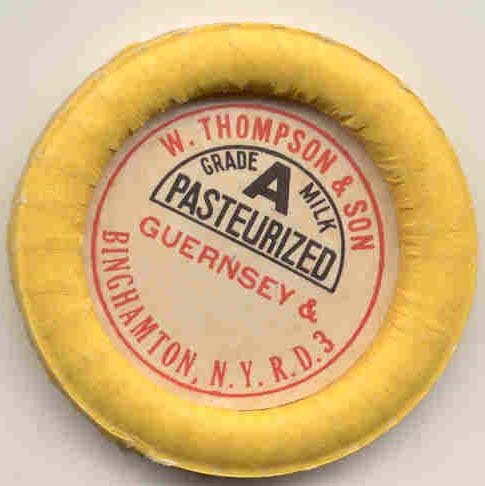 W. THOMPSON & SON
GRADE A MILK
PASTEURIZED
GUERNSEY &
BINGHAMTON, N.Y. R.D.3